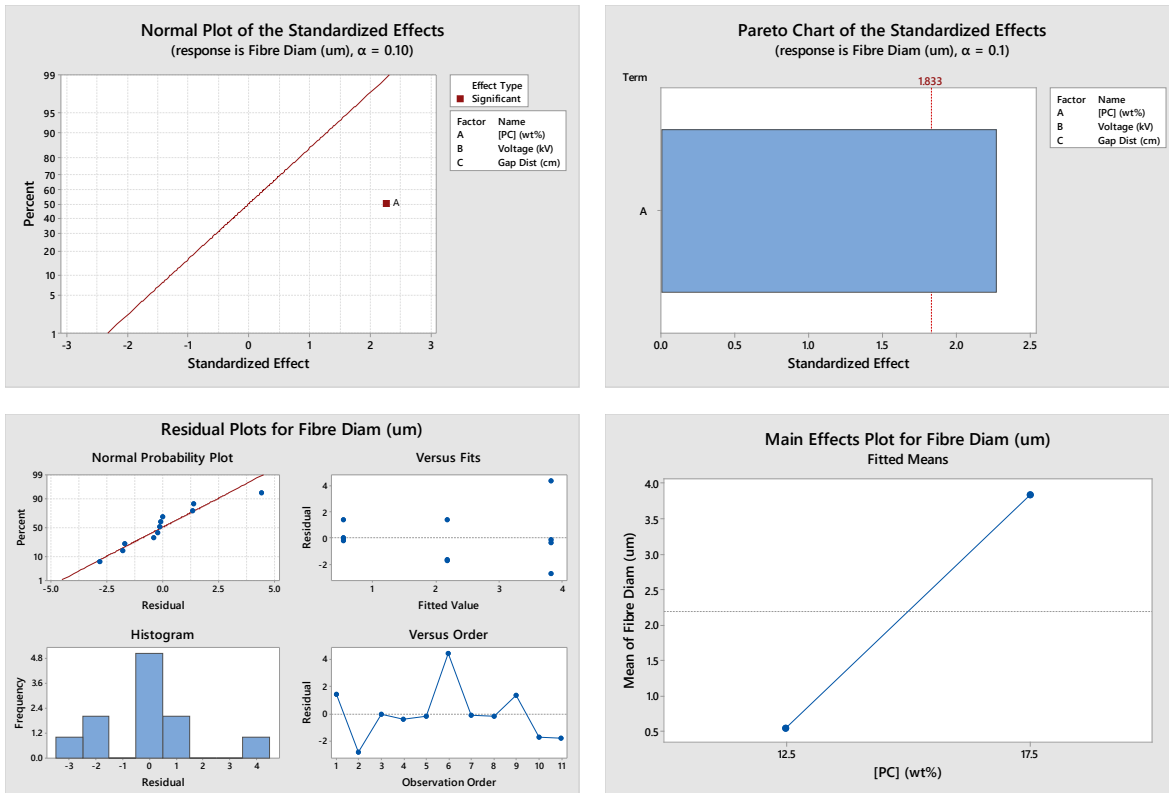 Normal Plot of the Standardized Effects
(response is Fibre Diam (um), α = 0.10)
Percent
99
95
90
80
70
60
50
40
30
20
10
5
1
A
-3 -2 -1 0 1 2 3
Standardized Effect
Effect Type
Significant
Factor Name
A [PC] (wt%)
B Voltage (kV)
C Gap Dist (cm)
Pareto Chart of the Standardized Effects
(response is Fibre Diam (um), α = 0.1)
Term
1.833
A
0.0 0.5 1.0 1.5 2.0 2.5
Standardized Effect
Factor Name
A [PC] (wt%)
B Voltage (kV)
C Gap Dist (cm)
Residual Plots for Fibre Diam (um)
Normal Probability Plot
Percent
99
90
50
10
1
-5.0 -2.5 0.0 2.5 5.0
Residual
Versus Fits
Residual
4
2
0
-2
1 2 3 4
Fitted Value
Histogram
Frequency
4.8
3.6
2.4
1.2
0.0
-3 -2 -1 0 1 2 3 4
Residual
Versus Order
Residual
4
2
0
-2
1 2 3 4 5 6 7 8 9 10 11
Observation Order
Main Effects Plot for Fibre Diam (um)
Fitted Means
Mean of Fibre Diam (um)
4.0
3.5
3.0
2.5
2.0
1.5
1.0
0.5
12.5 17.5
[PC] (wt%)